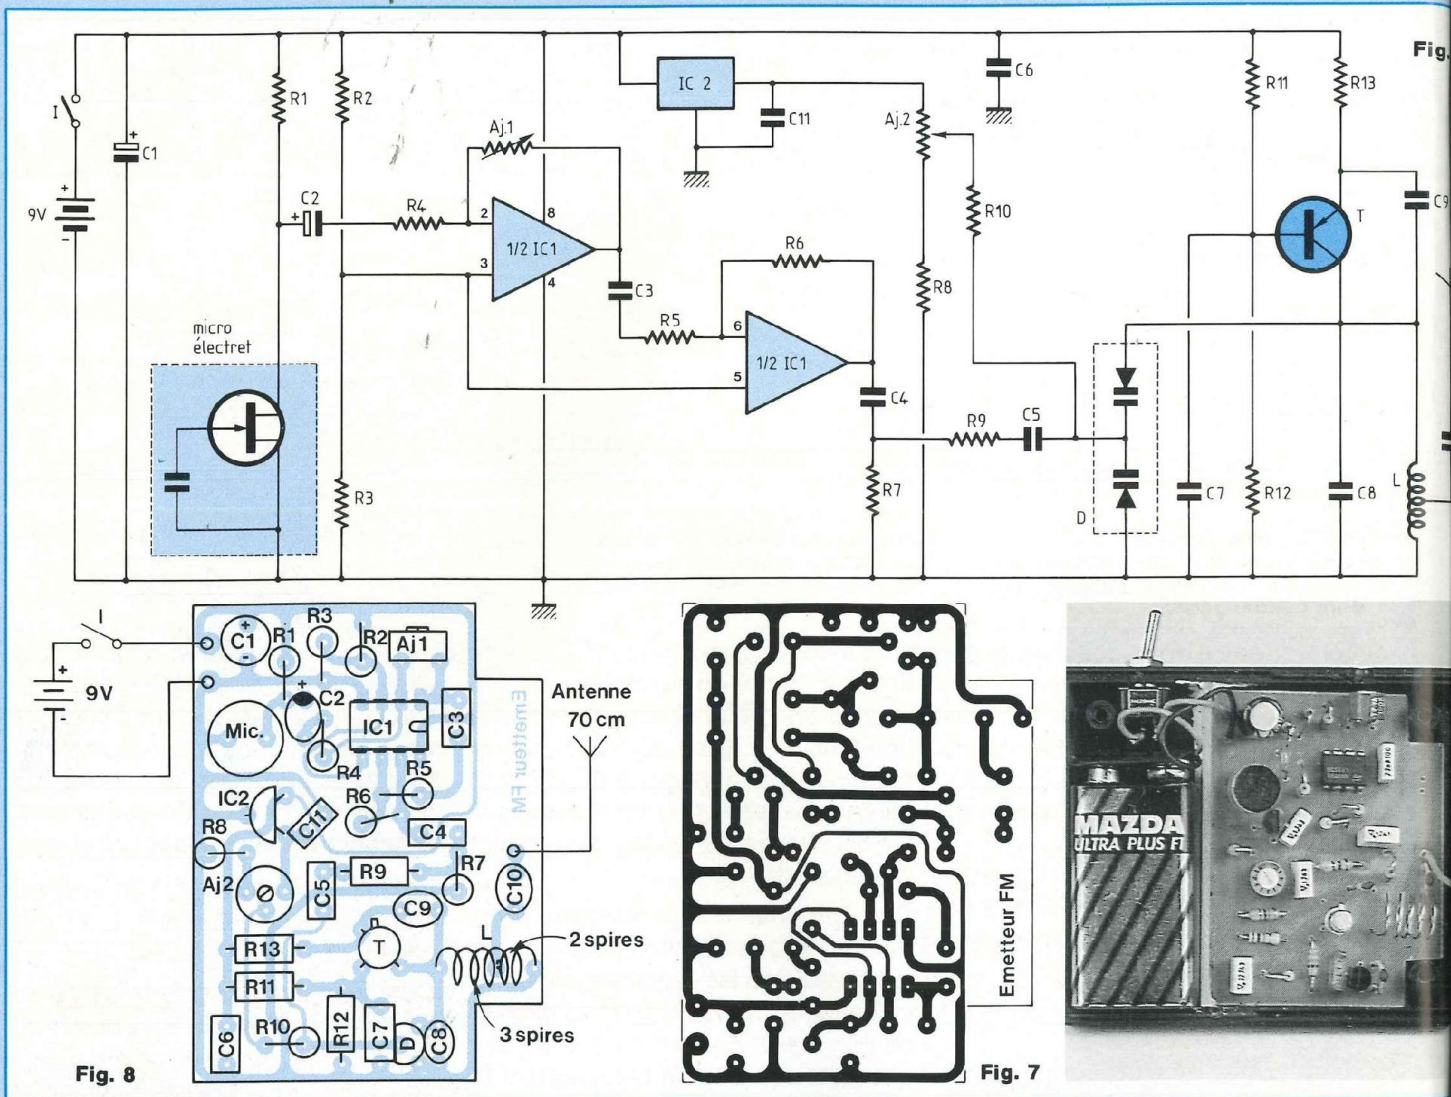 Fig.
I
9V
+
-
+
C1
R1
R2
Aj.1
IC 2
C11
Aj.2
C6
R11
R13
C2
+
R4
2
8
3
4
1/2 IC1
C3
R6
R5
6
5
1/2 IC1
R8
R10
T
C9
micro
électret
R3
C4
R9
C5
R7
D
C7
R12
C8
L
I
+
9V
-
+
C1
-
R1
R3
R2
Aj1
+
C2
Mic.
IC1
C3
R4
R5
IC2
C11
R6
C4
R8
Aj2
C5
R9
R7
C9
C10
R13
T
L
R11
R10
R12
C6
C7
D
C8
Emetteur FM
Antenne
70 cm
2 spires
3 spires
Fig. 8
Emetteur FM
Fig. 7
MAZDA
ULTRA PLUS